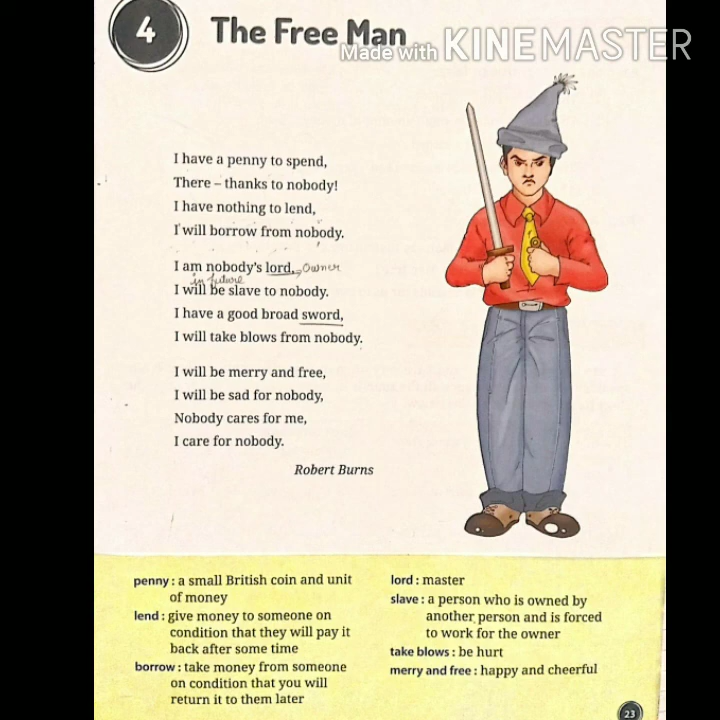 4 The Free Man
Made with KINEMASTER
I have a penny to spend,
There – thanks to nobody!
I have nothing to lend,
I will borrow from nobody.
I am nobody's lord, → Owner
in future
I will be slave to nobody.
I have a good broad sword,
I will take blows from nobody.
I will be merry and free,
I will be sad for nobody,
Nobody cares for me,
I care for nobody.
Robert Burns
penny : a small British coin and unit
of money
lend : give money to someone on
condition that they will pay it
back after some time
borrow : take money from someone
on condition that you will
return it to them later
lord : master
slave : a person who is owned by
another person and is forced
to work for the owner
take blows : be hurt
merry and free : happy and cheerful
23